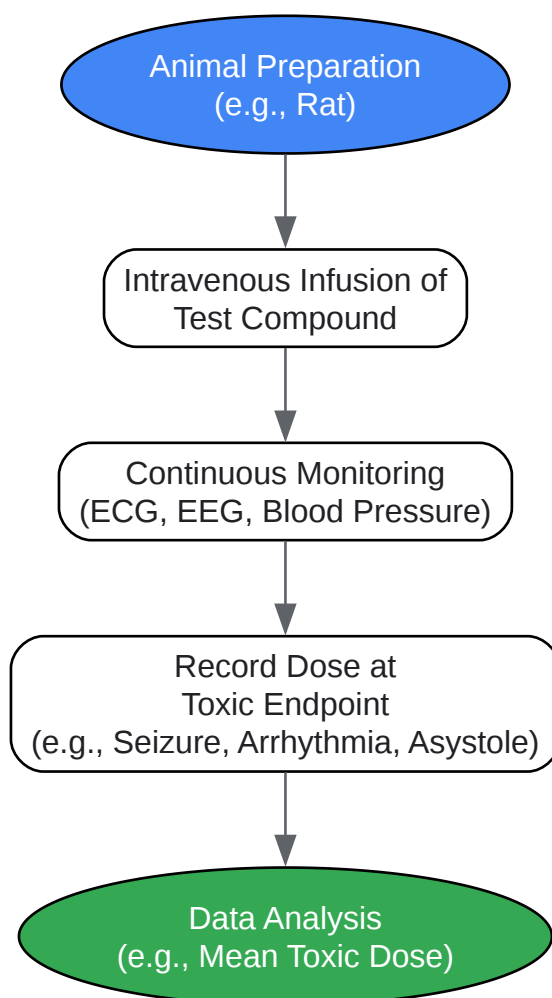 Animal Preparation
(e.g., Rat)
Intravenous Infusion of
Test Compound
Continuous Monitoring
(ECG, EEG, Blood Pressure)
Record Dose at
Toxic Endpoint
(e.g., Seizure, Arrhythmia, Asystole)
Data Analysis
(e.g., Mean Toxic Dose)